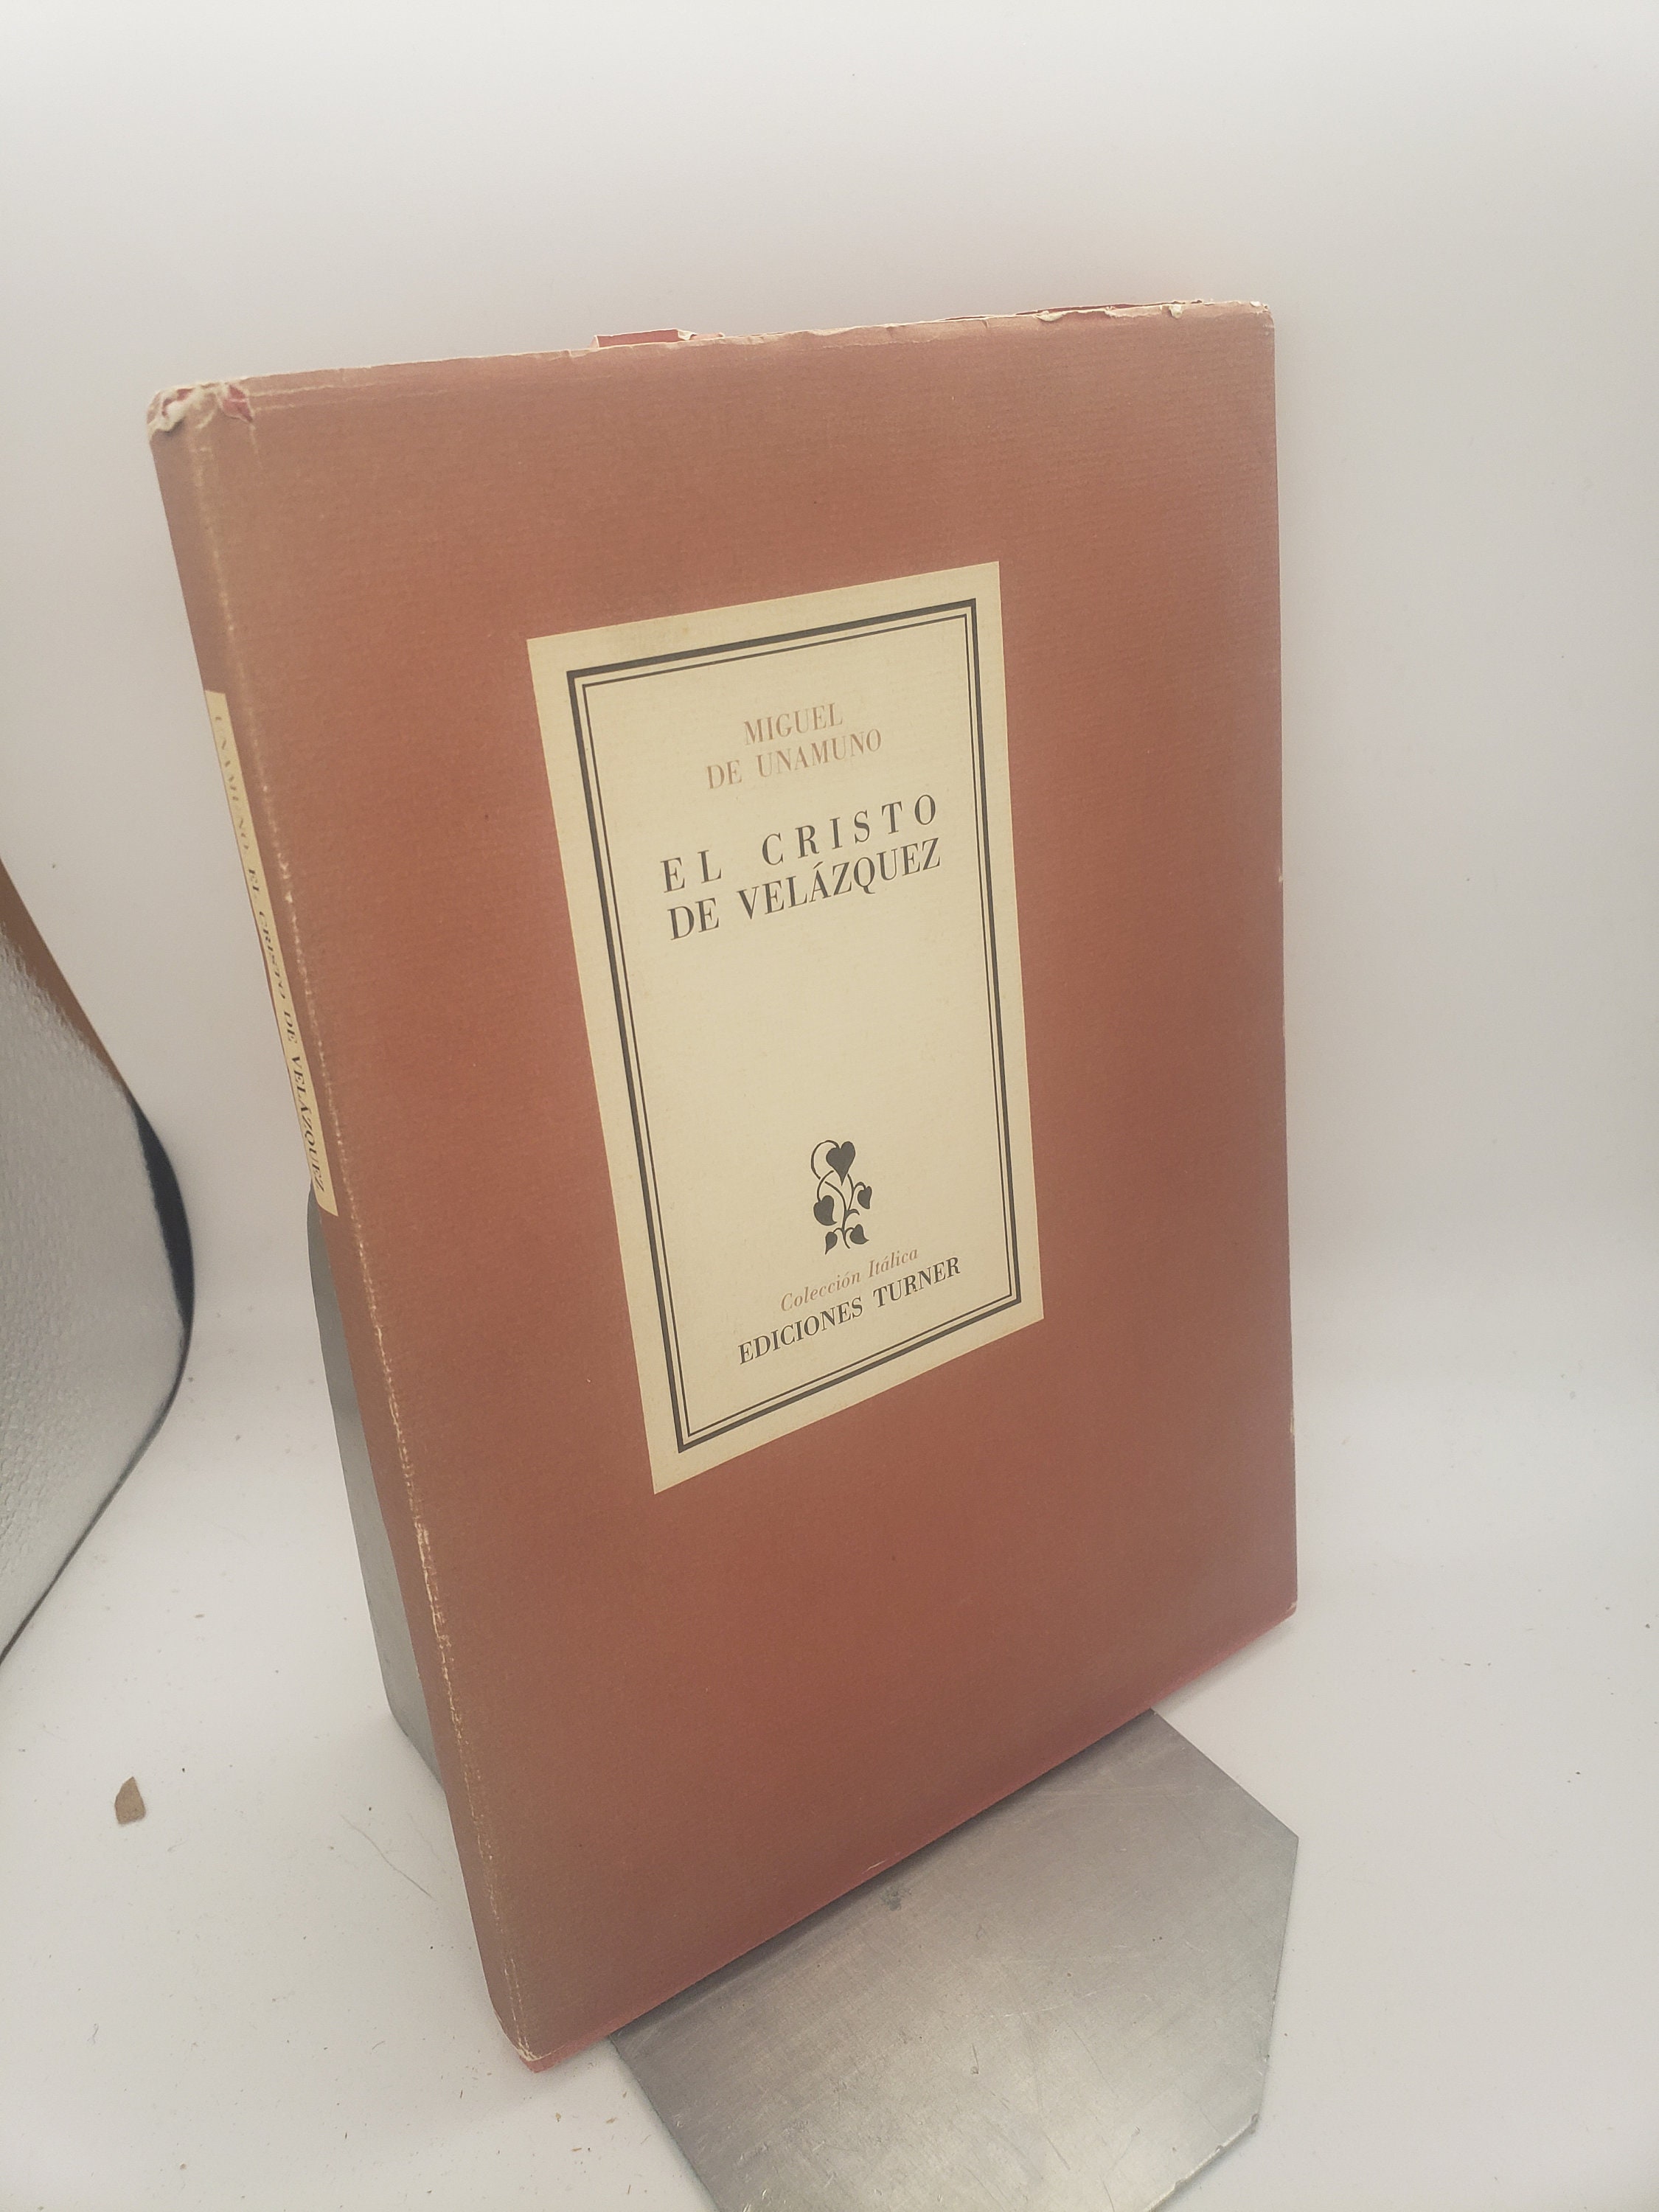 MIGUEL
DE UNAMUNO
EL CRISTO
DE VELÁZQUEZ
Colección Itálica
EDICIONES TURNER
UNAMUNO EL CRISTO DE VELÁZQUEZ